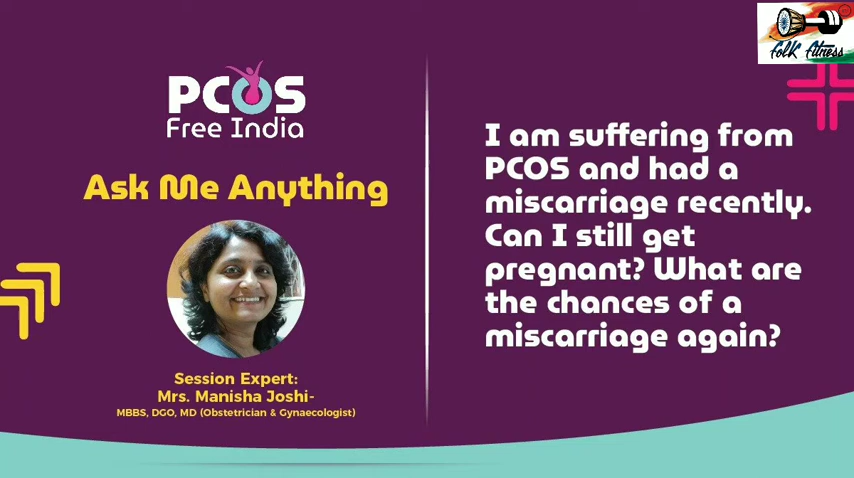 folk fitness
PCOS
Free India
Ask Me Anything
Session Expert:
Mrs. Manisha Joshi-
MBBS, DGO, MD (Obstetrician & Gynaecologist)
I am suffering from
PCOS and had a
miscarriage recently.
Can I still get
pregnant? What are
the chances of a
miscarriage again?